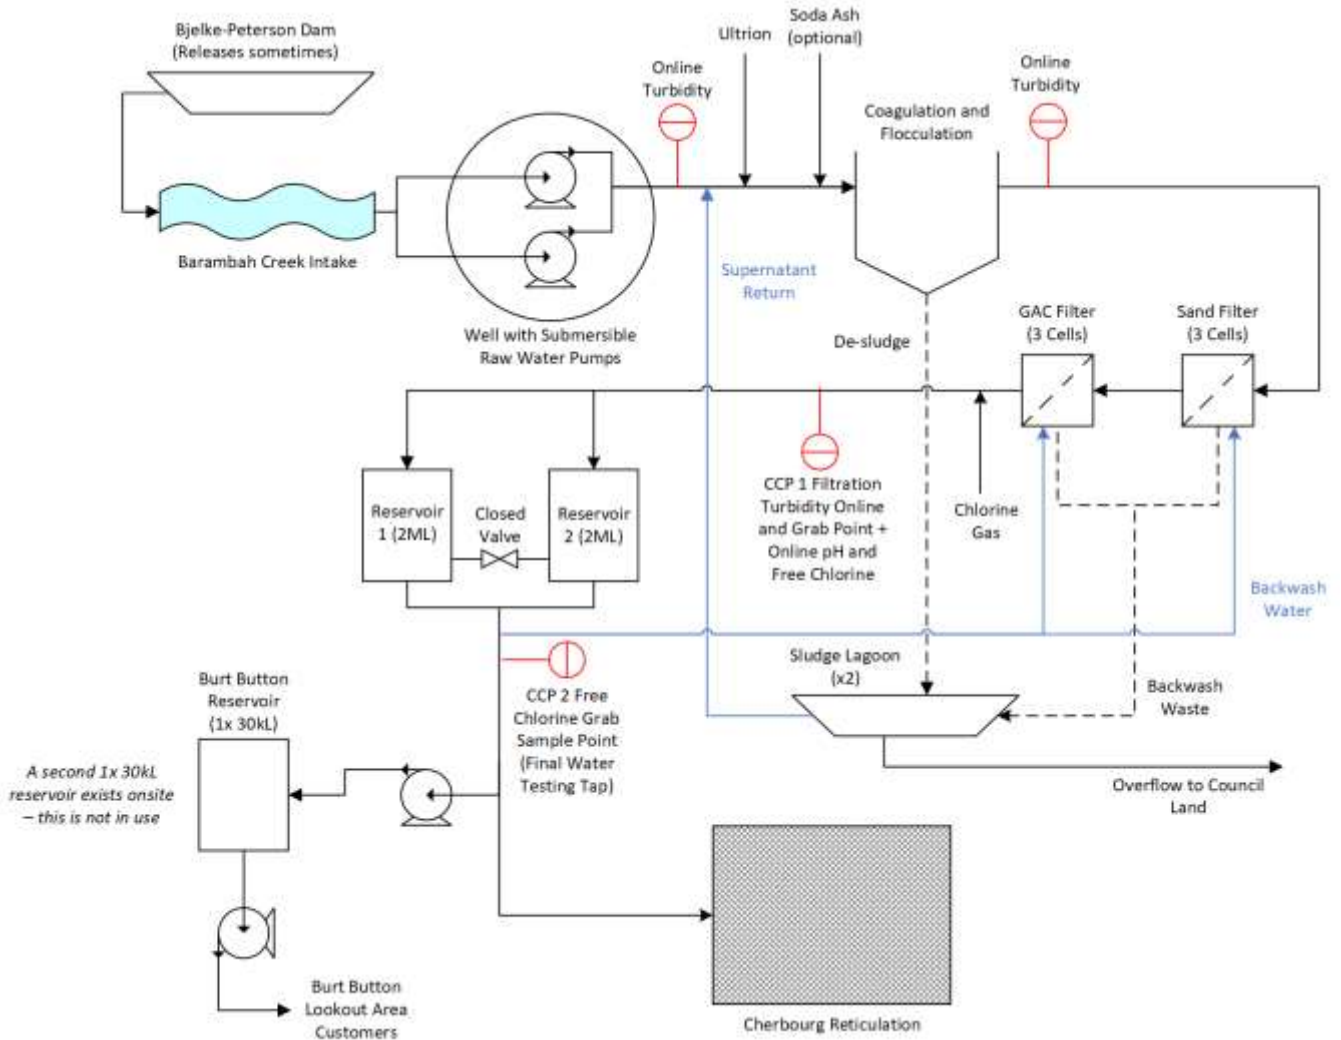 Bjelke-Peterson Dam
(Releases sometimes)
Barambah Creek Intake
Well with Submersible
Raw Water Pumps
Online
Turbidity
Ultrion
Soda Ash
(optional)
Coagulation and
Flocculation
Online
Turbidity
Supernatant
Return
De-sludge
GAC Filter
(3 Cells)
Sand Filter
(3 Cells)
Reservoir
1 (2ML)
Closed
Valve
Reservoir
2 (2ML)
CCP 1 Filtration
Turbidity Online
and Grab Point +
Online pH and
Free Chlorine
Chlorine
Gas
Backwash
Water
Sludge Lagoon
(x2)
Backwash
Waste
Overflow to Council
Land
CCP 2 Free
Chlorine Grab
Sample Point
(Final Water
Testing Tap)
Burt Button
Reservoir
(1x 30kL)
A second 1x 30kL
reservoir exists onsite
– this is not in use
Burt Button
Lookout Area
Customers
Cherbourg Reticulation